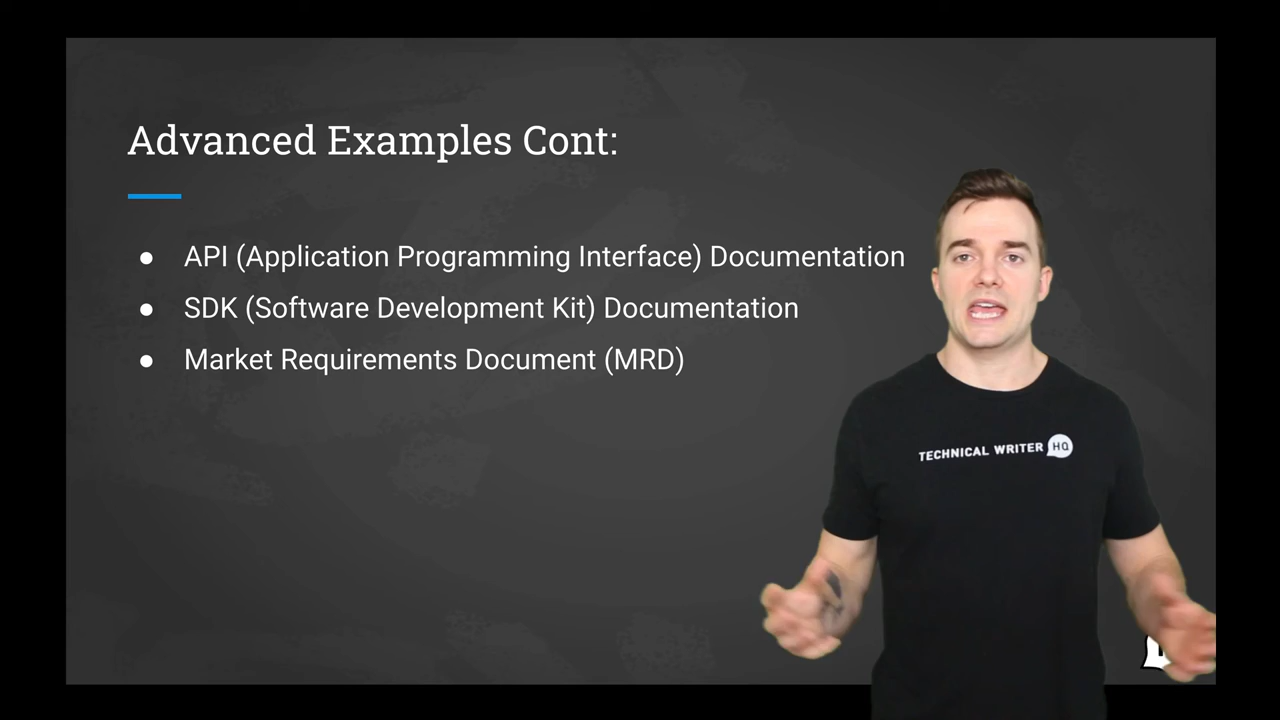 Advanced Examples Cont:
● API (Application Programming Interface) Documentation
● SDK (Software Development Kit) Documentation
● Market Requirements Document (MRD)
TECHNICAL WRITER HQ